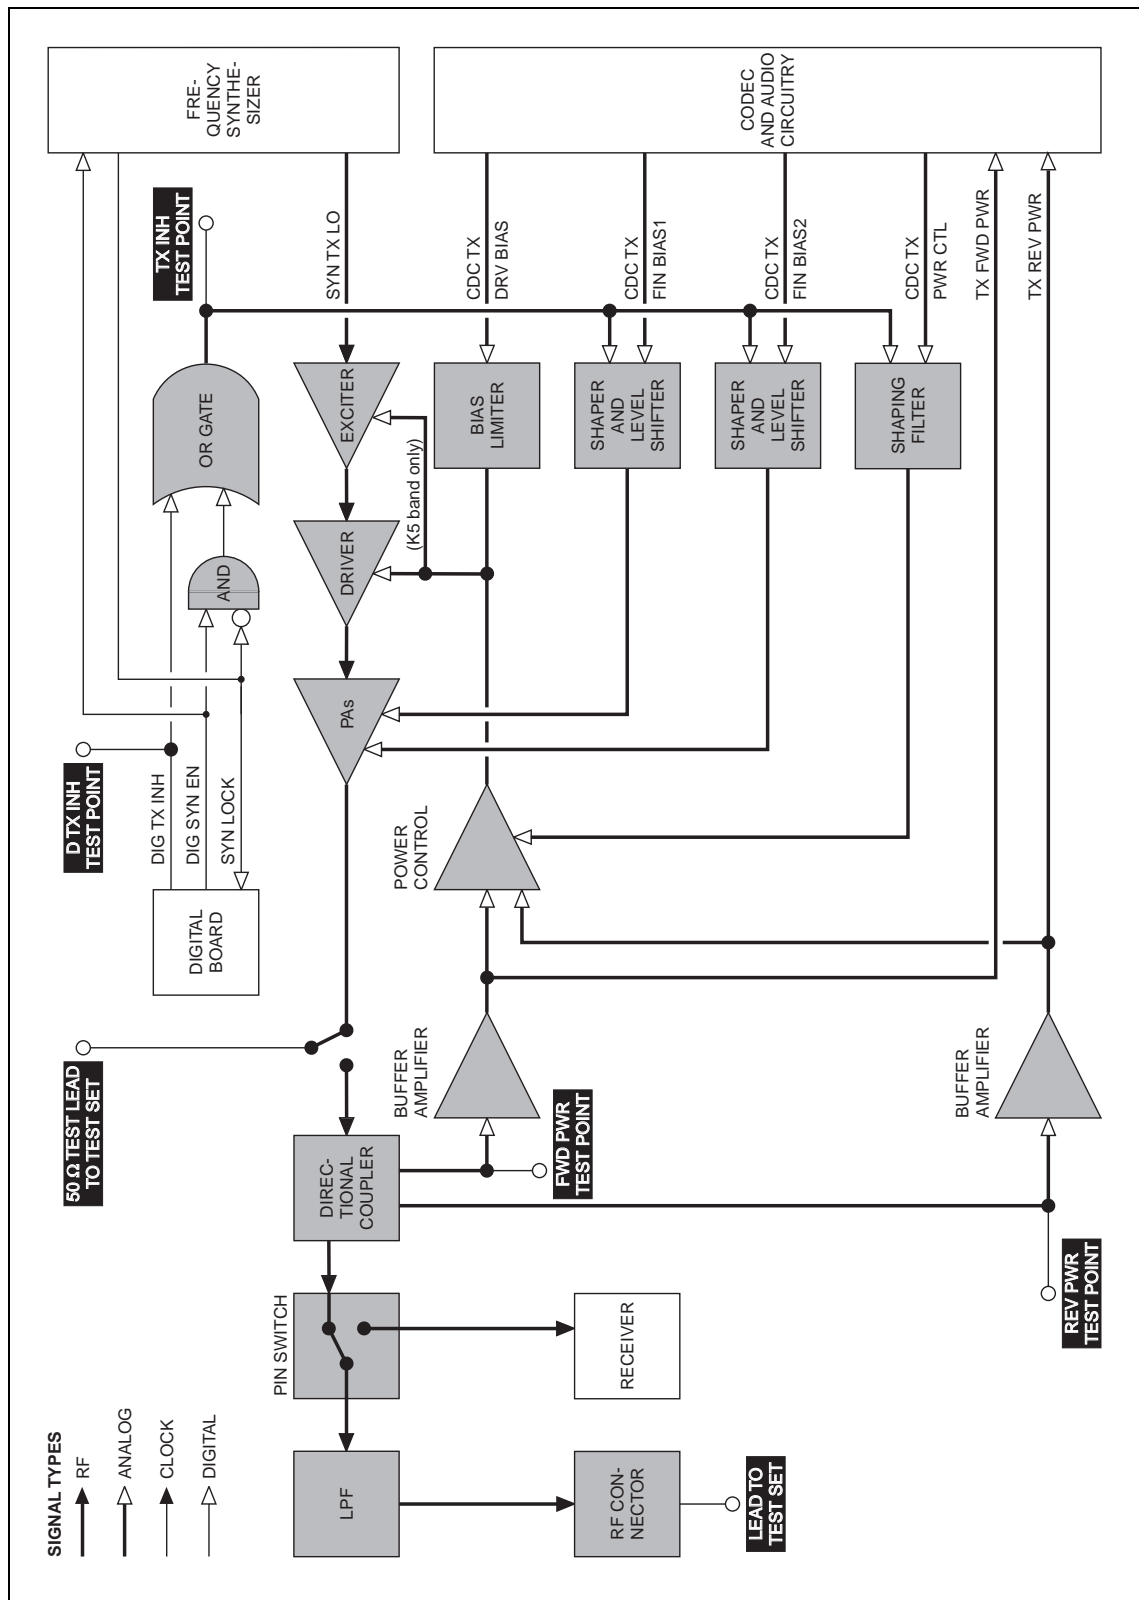 SIGNAL TYPES
RF
ANALOG
CLOCK
DIGITAL
50 Ω TEST LEAD
TO TEST SET
D TX INH
TEST POINT
TX INH
TEST POINT
DIGITAL
BOARD
DIG TX INH
DIG SYN EN
SYN LOCK
AND
OR GATE
FRE-
QUENCY
SYNTHE-
SIZER
LPF
PIN SWITCH
DIREC-
TIONAL
COUPLER
PAs
DRIVER
EXCITER
SYN TX LO
(K5 band only)
BUFFER
AMPLIFIER
POWER
CONTROL
BIAS
LIMITER
CDC TX
DRV BIAS
FWD PWR
TEST POINT
RF CON-
NECTOR
RECEIVER
SHAPER
AND
LEVEL
SHIFTER
CDC TX
FIN BIAS1
LEAD TO
TEST SET
SHAPER
AND
LEVEL
SHIFTER
CDC TX
FIN BIAS2
CODEC
AND AUDIO
CIRCUITRY
SHAPING
FILTER
CDC TX
PWR CTL
TX FWD PWR
BUFFER
AMPLIFIER
TX REV PWR
REV PWR
TEST POINT